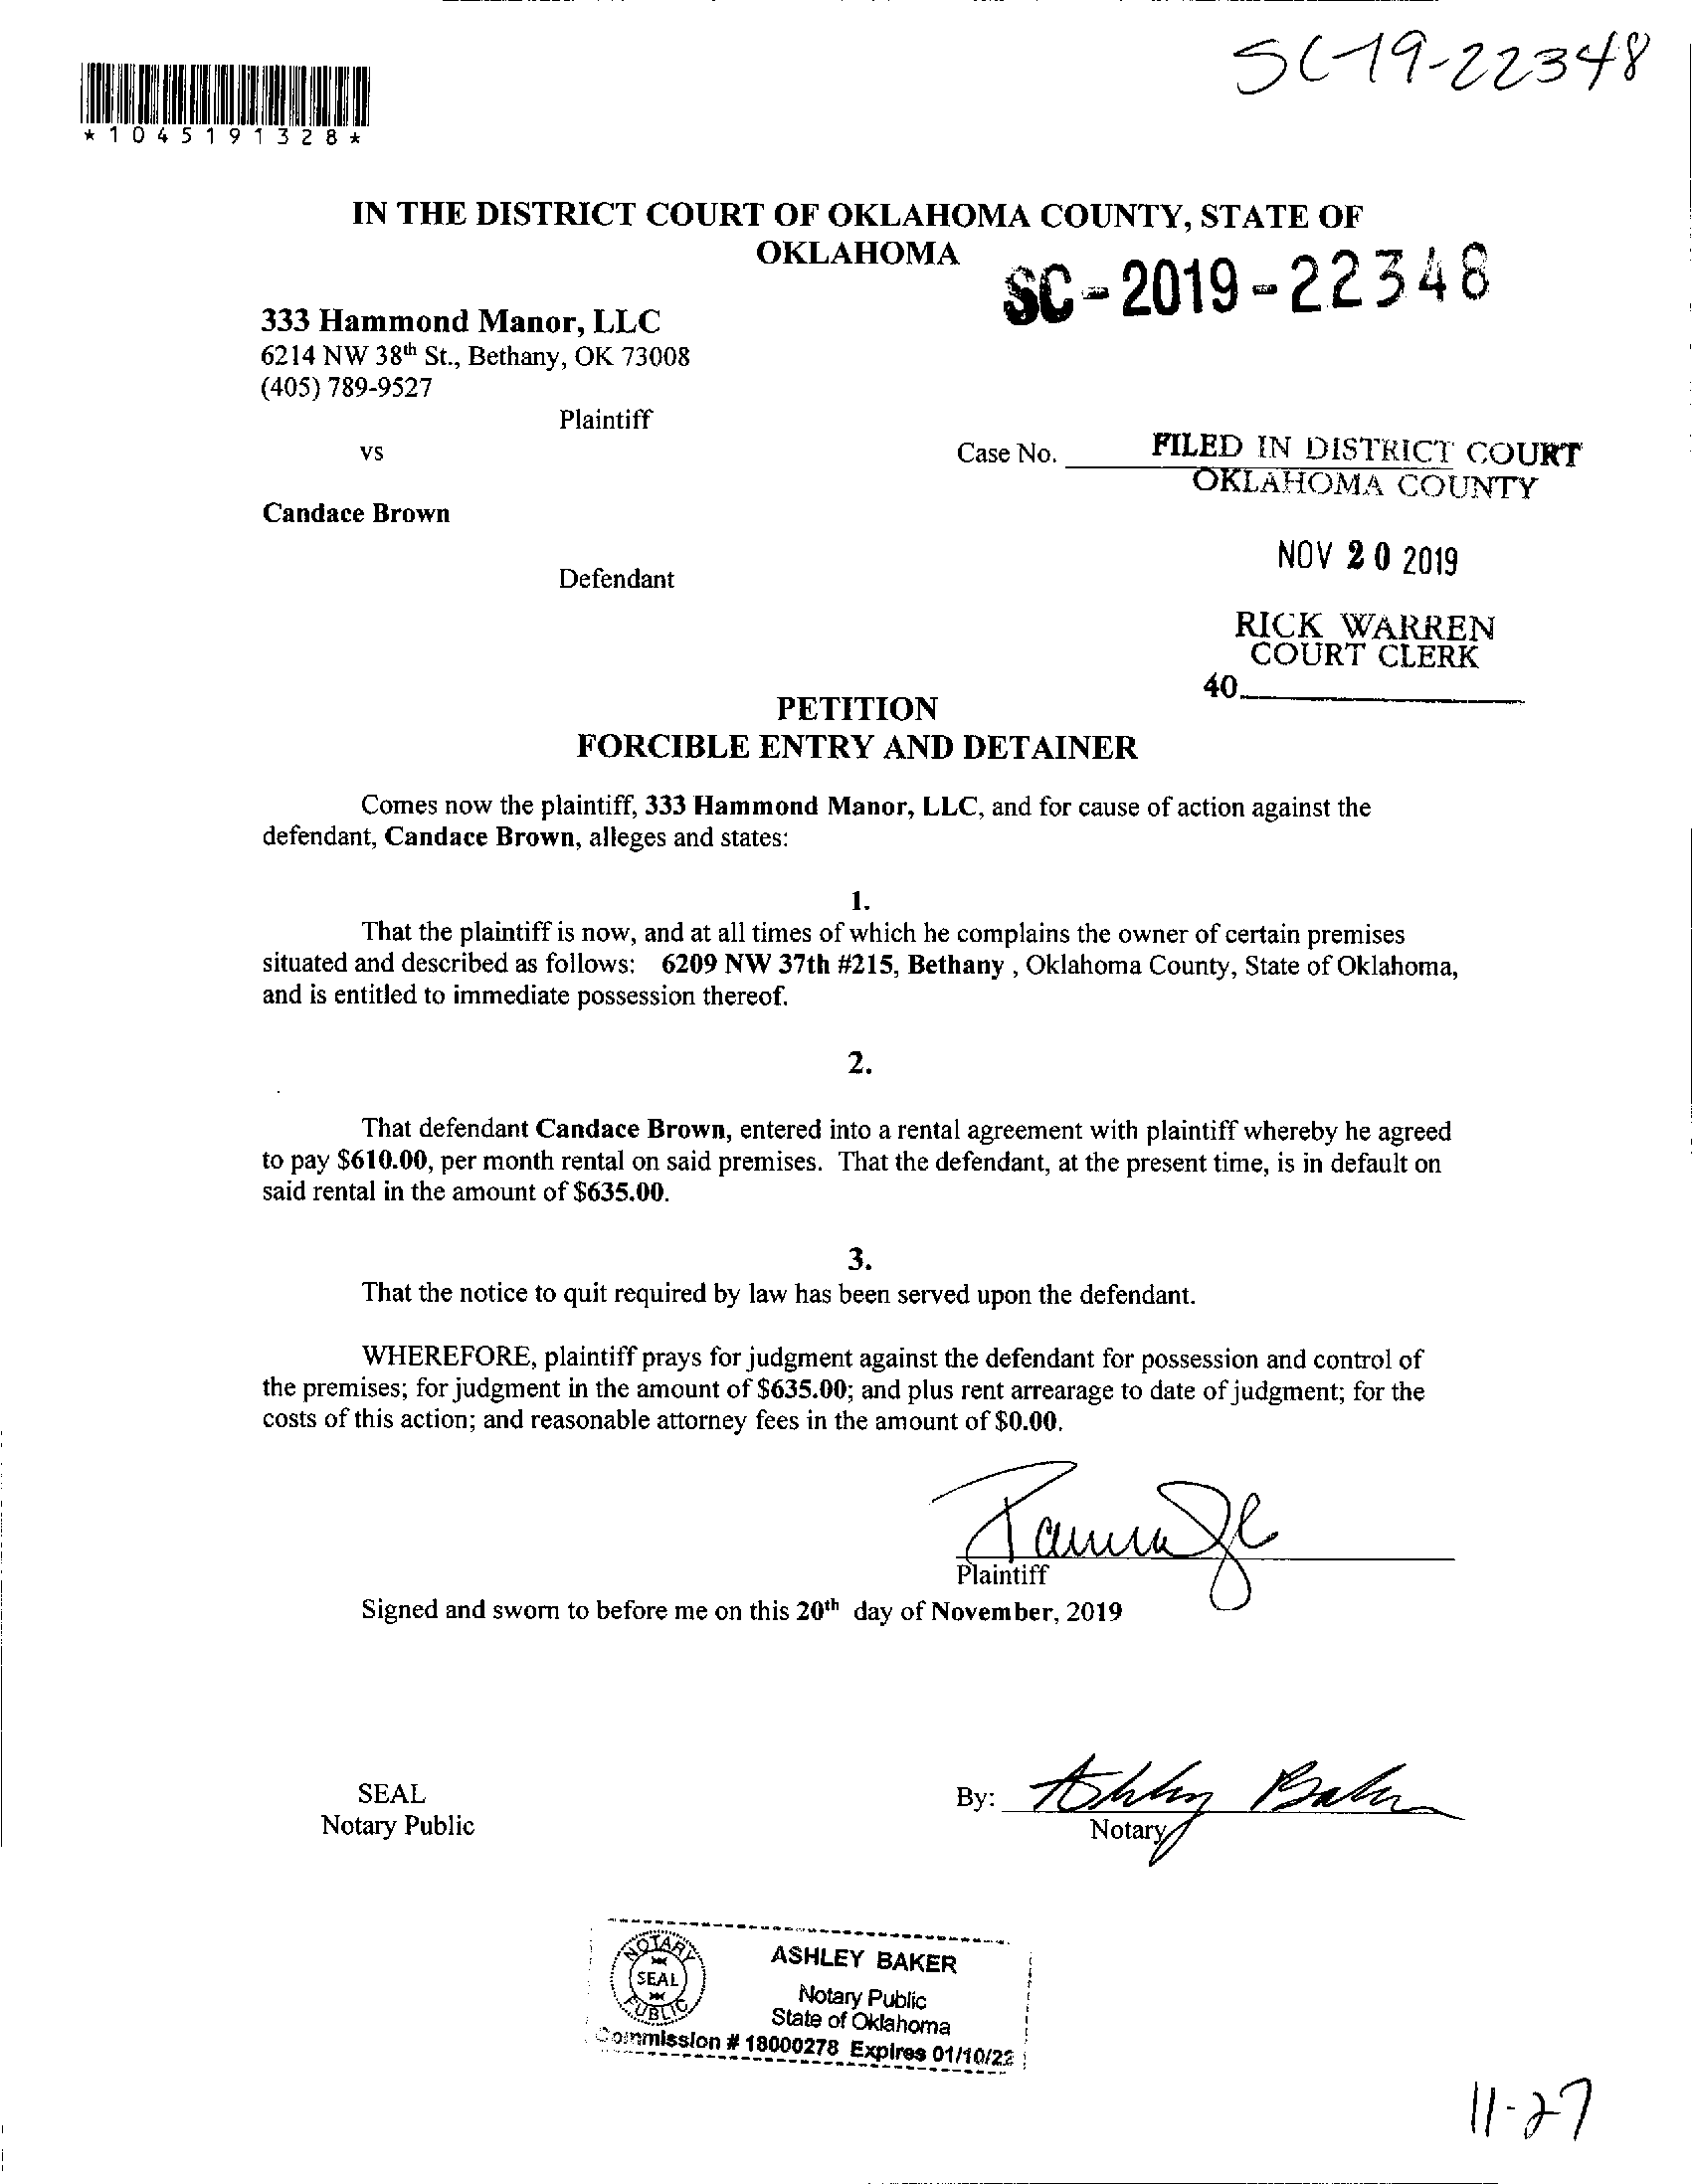 SC-19-22348
*1045191328*
IN THE DISTRICT COURT OF OKLAHOMA COUNTY, STATE OF
OKLAHOMA
SC-2019-22348
333 Hammond Manor, LLC
6214 NW 38th St., Bethany, OK 73008
(405) 789-9527
Plaintiff
vs
Case No.
FILED IN DISTRICT COURT
OKLAHOMA COUNTY
Candace Brown
NOV 20 2019
Defendant
RICK WARREN
COURT CLERK
40
PETITION
FORCIBLE ENTRY AND DETAINER
Comes now the plaintiff, 333 Hammond Manor, LLC, and for cause of action against the
defendant, Candace Brown, alleges and states:
1.
That the plaintiff is now, and at all times of which he complains the owner of certain premises
situated and described as follows: 6209 NW 37th #215, Bethany , Oklahoma County, State of Oklahoma,
and is entitled to immediate possession thereof.
2.
That defendant Candace Brown, entered into a rental agreement with plaintiff whereby he agreed
to pay $610.00, per month rental on said premises. That the defendant, at the present time, is in default on
said rental in the amount of $635.00.
3.
That the notice to quit required by law has been served upon the defendant.
WHEREFORE, plaintiff prays for judgment against the defendant for possession and control of
the premises; for judgment in the amount of $635.00; and plus rent arrearage to date of judgment; for the
costs of this action; and reasonable attorney fees in the amount of $0.00.
Plaintiff
Signed and sworn to before me on this 20th day of November, 2019
SEAL
By: Ashley Baker
Notary Public
Notary
NOTARY
SEAL
PUBLIC
ASHLEY BAKER
Notary Public
State of Oklahoma
Commission # 18000278 Expires 01/10/22
11-27